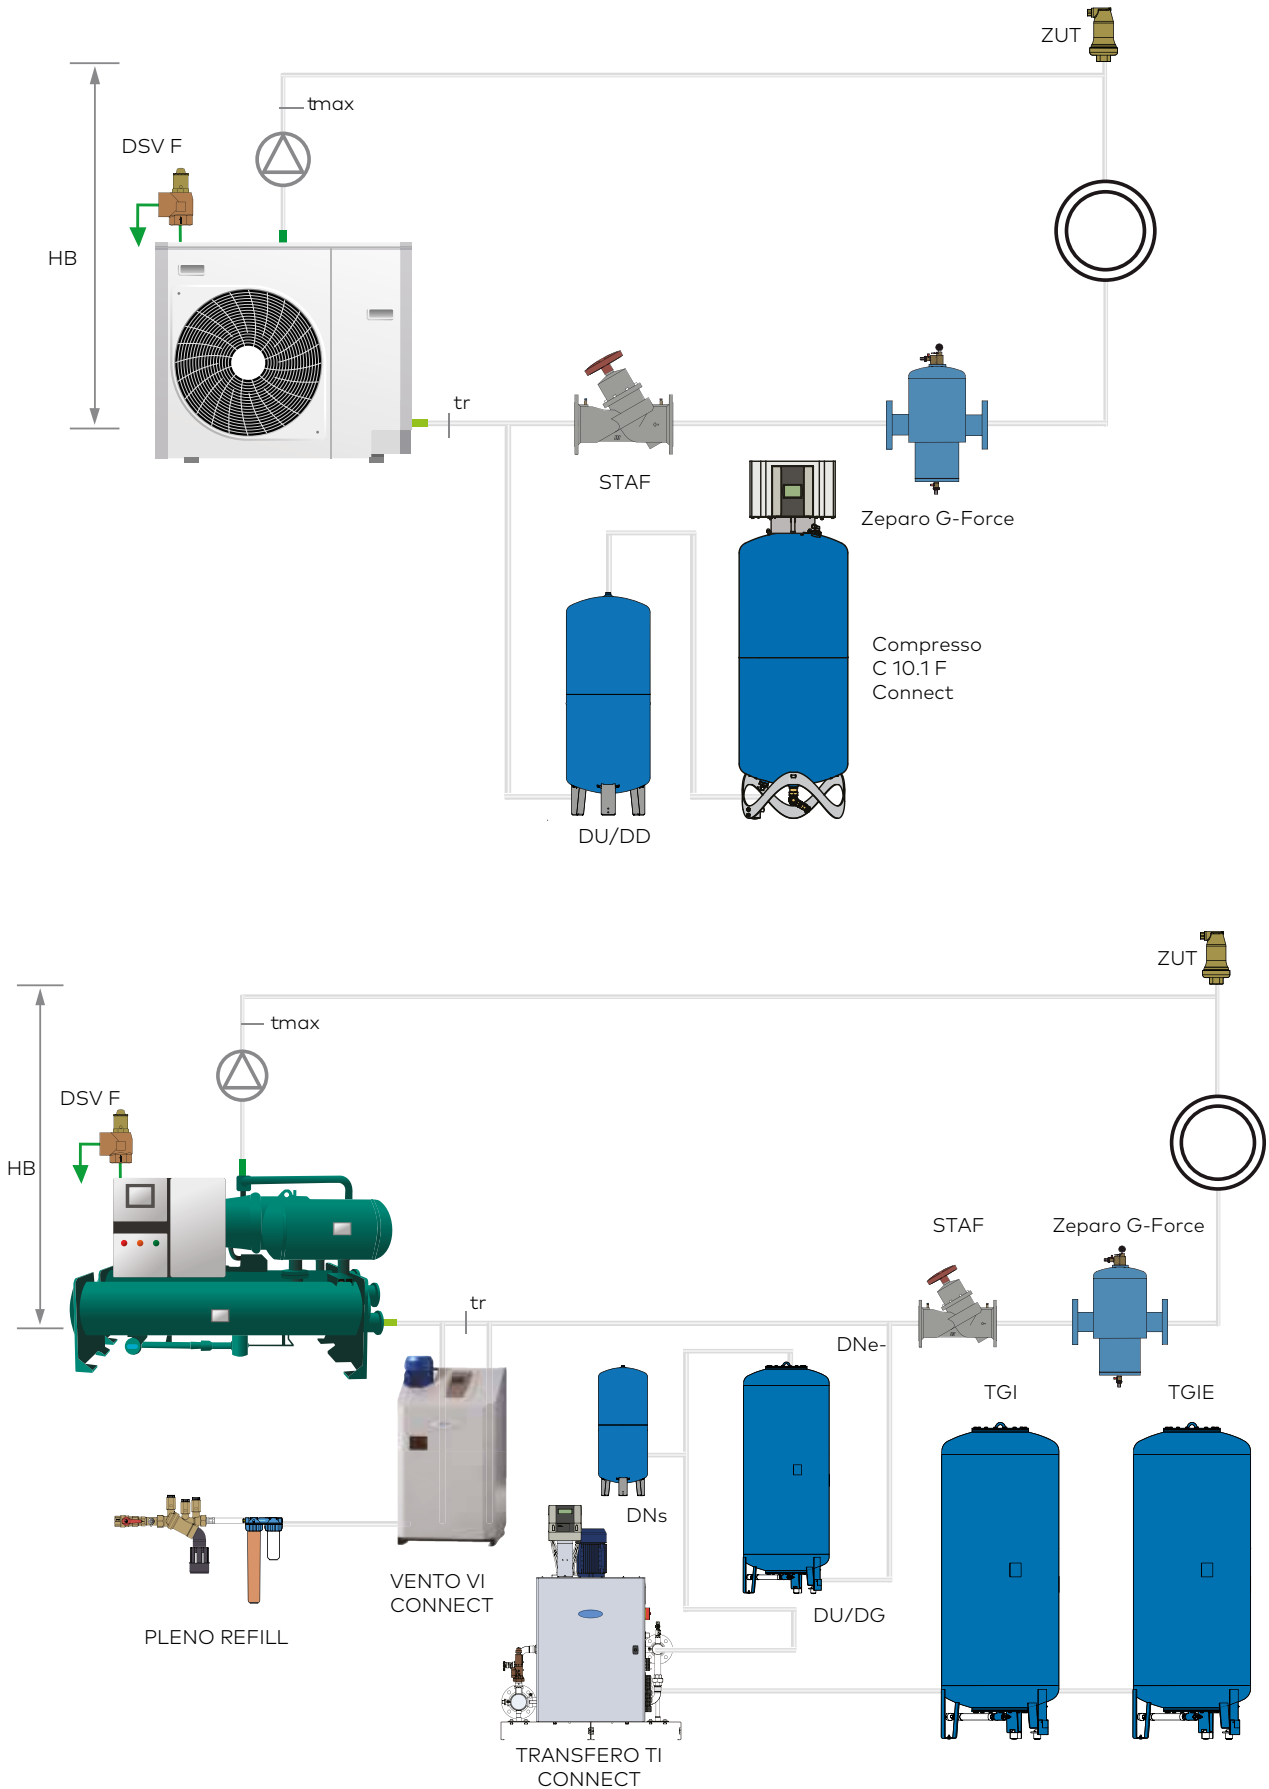 ZUT
tmax
DSV F
HB
tr
STAF
Zeparo G-Force
Compresso
C 10.1 F
Connect
DU/DD
ZUT
tmax
DSV F
HB
STAF
Zeparo G-Force
tr
DNe-
TGI
TGIE
DNs
VENTO VI
CONNECT
DU/DG
PLENO REFILL
TRANSFERO TI
CONNECT